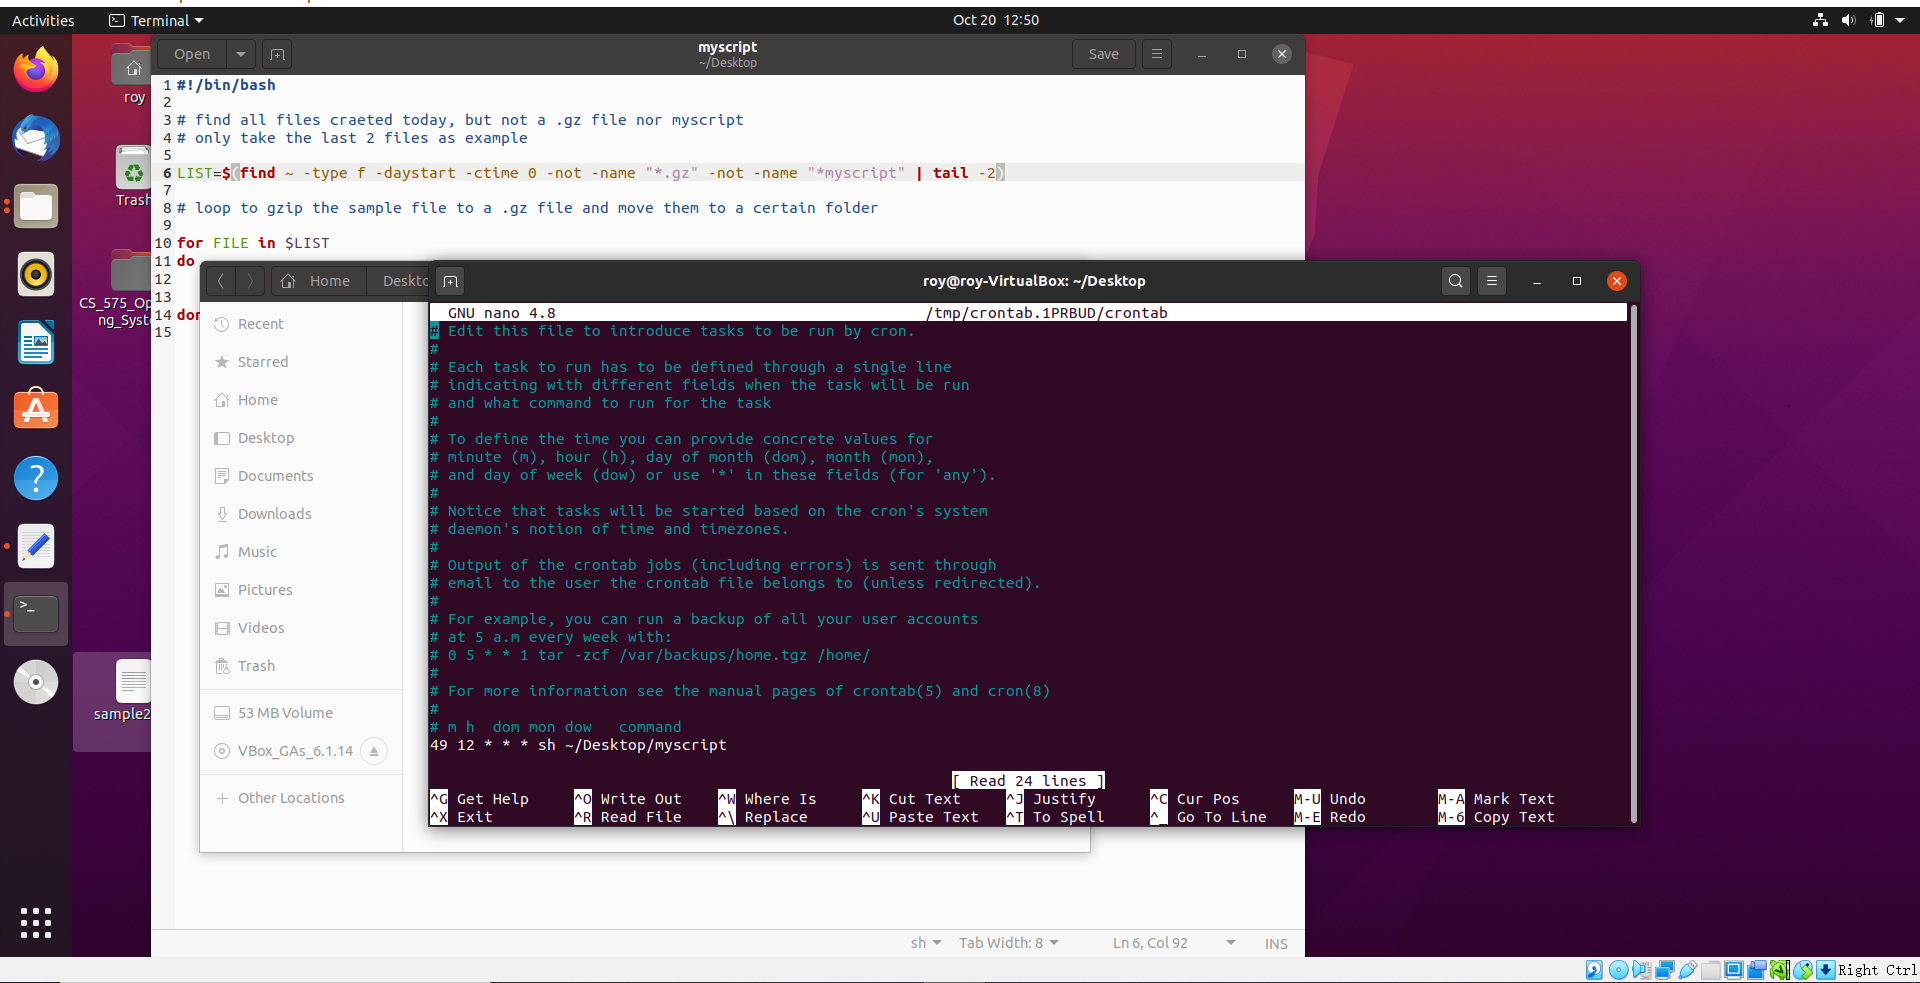 Activities
Terminal
Oct 20 12:50
roy
Trash
CS_575_Op
ng_Syst
sample2
Open
myscript
~/Desktop
Save
1 #!/bin/bash
2
3 # find all files craeted today, but not a .gz file nor myscript
4 # only take the last 2 files as example
5
6 LIST=$(find ~ -type f -daystart -ctime 0 -not -name "*.gz" -not -name "*myscript" | tail -2)
7
8 # loop to gzip the sample file to a .gz file and move them to a certain folder
9
10 for FILE in $LIST
11 do
12
13
14 don
15
Home
Deskto
Recent
Starred
Home
Desktop
Documents
Downloads
Music
Pictures
Videos
Trash
53 MB Volume
VBox_GAs_6.1.14
+ Other Locations
roy@roy-VirtualBox: ~/Desktop
GNU nano 4.8 /tmp/crontab.1PRBUD/crontab
# Edit this file to introduce tasks to be run by cron.
#
# Each task to run has to be defined through a single line
# indicating with different fields when the task will be run
# and what command to run for the task
#
# To define the time you can provide concrete values for
# minute (m), hour (h), day of month (dom), month (mon),
# and day of week (dow) or use '*' in these fields (for 'any').
#
# Notice that tasks will be started based on the cron's system
# daemon's notion of time and timezones.
#
# Output of the crontab jobs (including errors) is sent through
# email to the user the crontab file belongs to (unless redirected).
#
# For example, you can run a backup of all your user accounts
# at 5 a.m every week with:
# 0 5 * * 1 tar -zcf /var/backups/home.tgz /home/
#
# For more information see the manual pages of crontab(5) and cron(8)
#
# m h  dom mon dow   command
49 12 * * * sh ~/Desktop/myscript
[ Read 24 lines ]
^G Get Help ^O Write Out ^W Where Is ^K Cut Text ^J Justify ^C Cur Pos M-U Undo M-A Mark Text
^X Exit ^R Read File ^\ Replace ^U Paste Text ^T To Spell ^_ Go To Line M-E Redo M-6 Copy Text
sh
Tab Width: 8
Ln 6, Col 92
INS
Right Ctrl